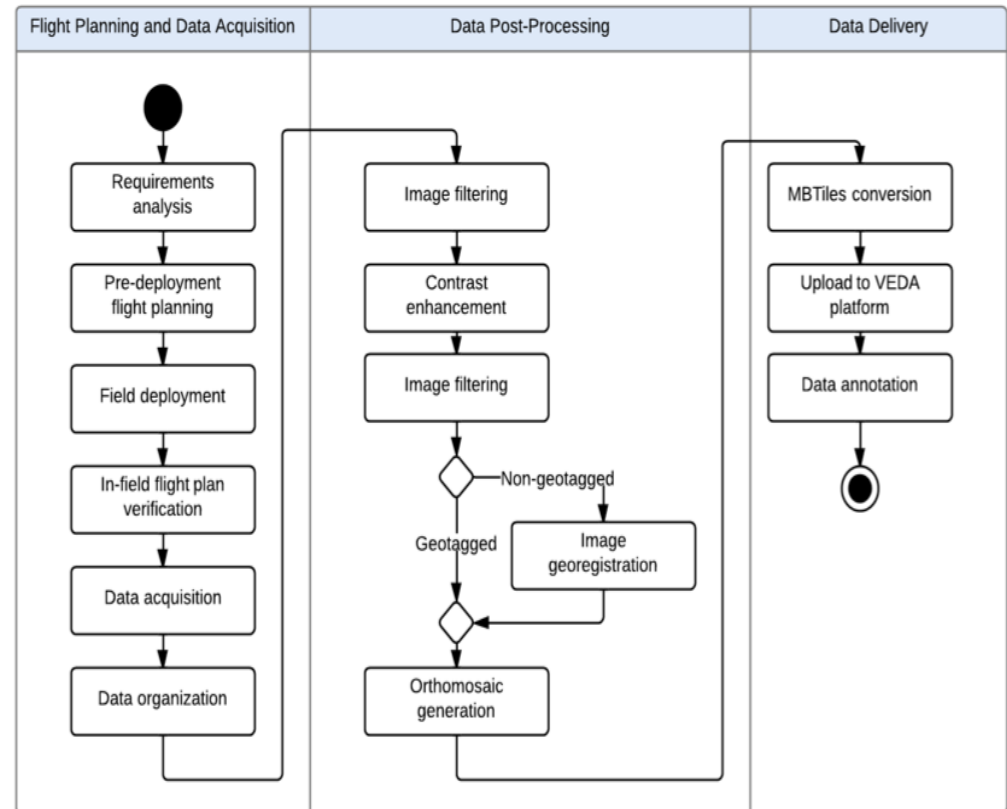 Flight Planning and Data Acquisition
Data Post-Processing
Data Delivery
Requirements
analysis
Pre-deployment
flight planning
Field deployment
In-field flight plan
verification
Data acquisition
Data organization
Image filtering
Contrast
enhancement
Image filtering
Non-geotagged
Geotagged
Image
georegistration
Orthomosaic
generation
MBTiles conversion
Upload to VEDA
platform
Data annotation